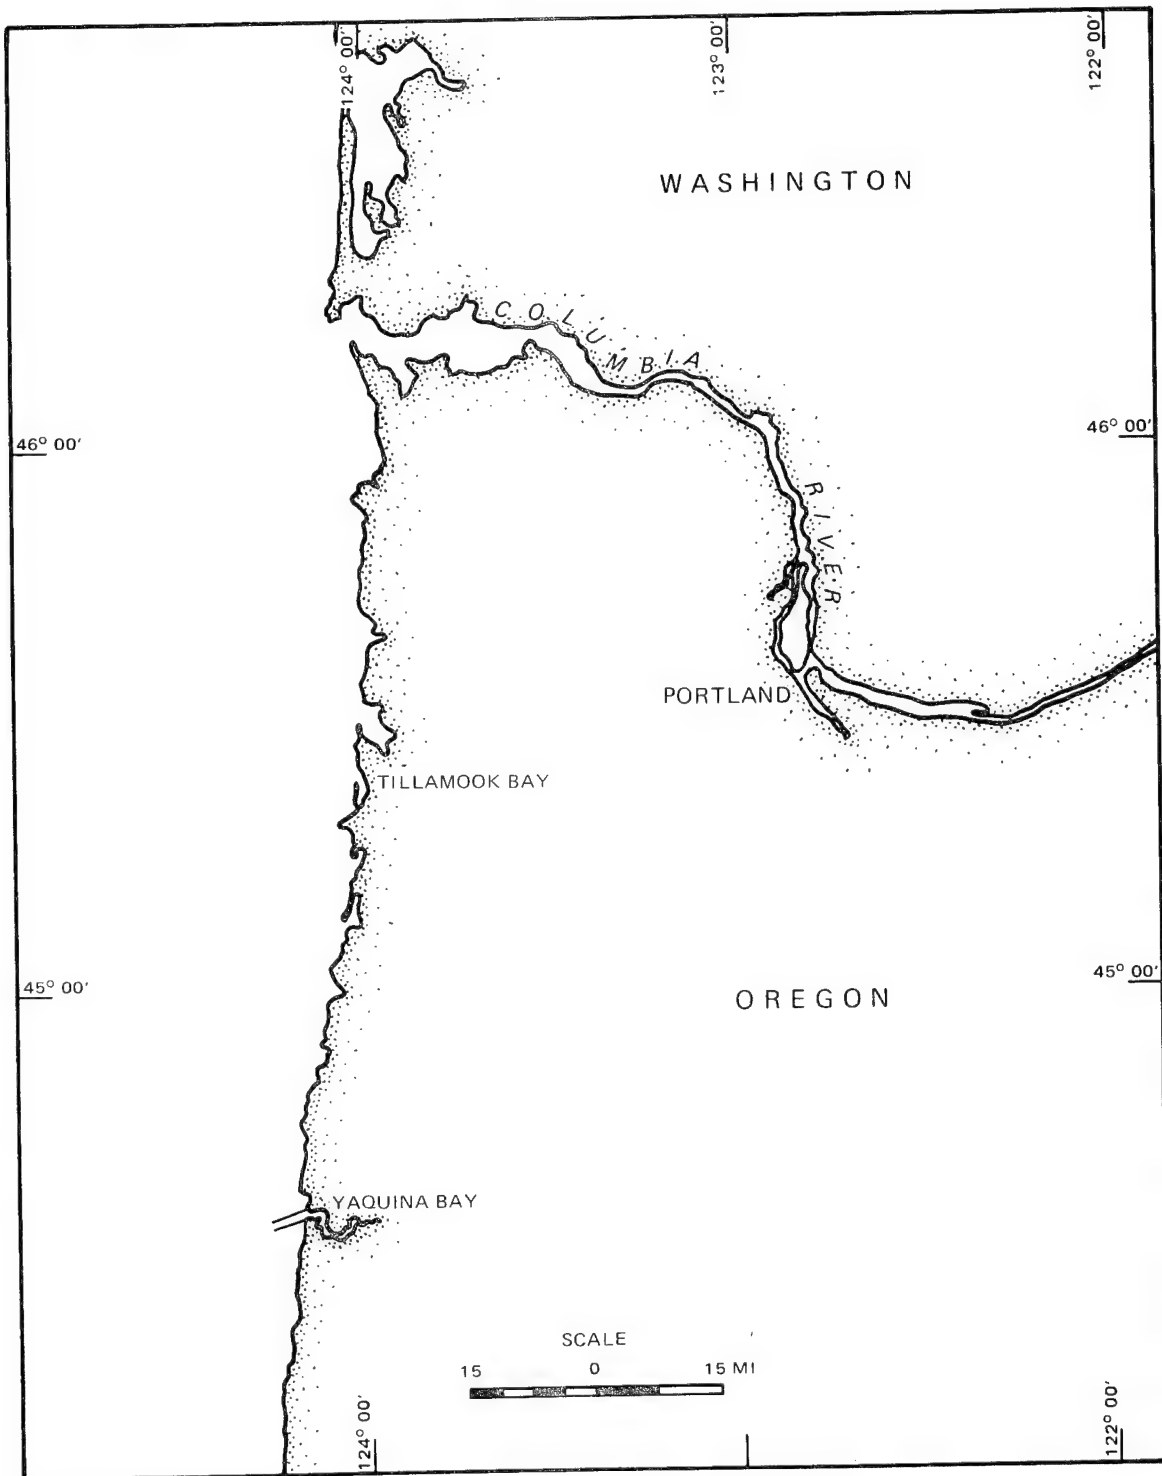 124° 00'
123° 00'
122° 00'
WASHINGTON
COLUMBIA
RIVER
46° 00'
46° 00'
PORTLAND
TILLAMOOK BAY
45° 00'
45° 00'
OREGON
YAQUINA BAY
SCALE
15 0 15 MI
124° 00'
122° 00'